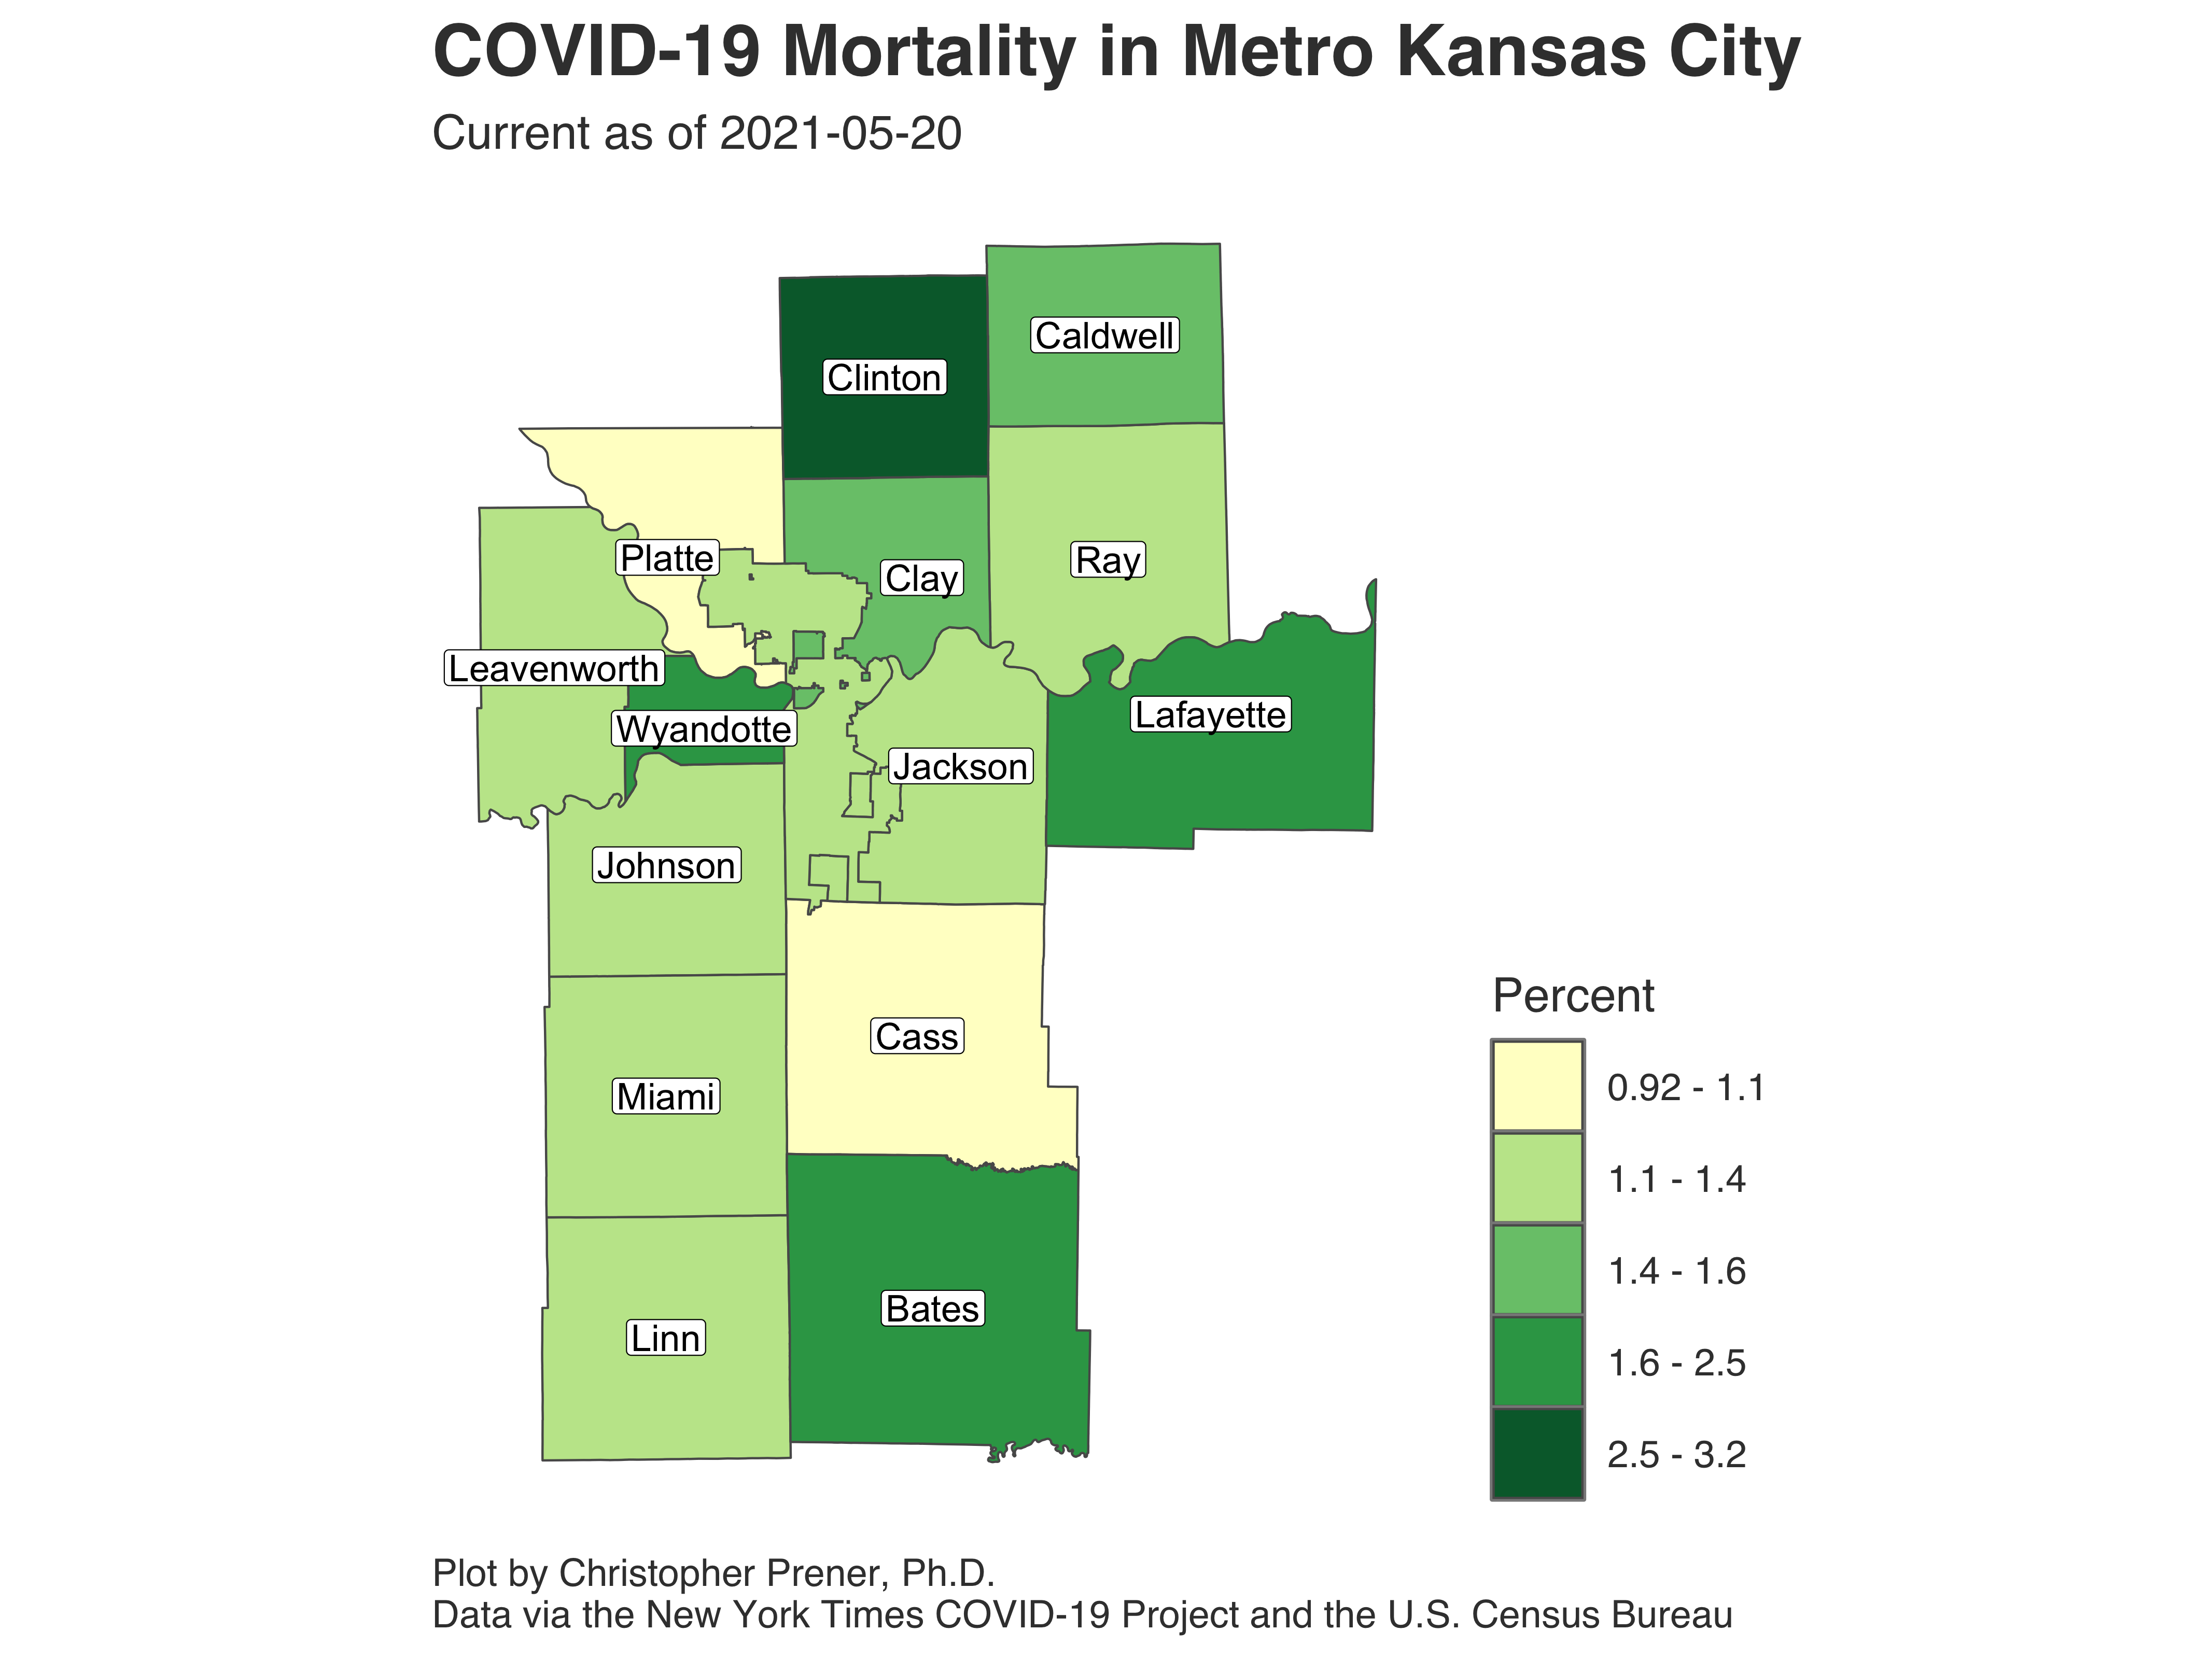 COVID-19 Mortality in Metro Kansas City
Current as of 2021-05-20
Caldwell
Clinton
Platte
Clay
Ray
Leavenworth
Wyandotte
Lafayette
Jackson
Johnson
Cass
Miami
Bates
Linn
Percent
0.92 - 1.1
1.1 - 1.4
1.4 - 1.6
1.6 - 2.5
2.5 - 3.2
Plot by Christopher Prener, Ph.D.
Data via the New York Times COVID-19 Project and the U.S. Census Bureau